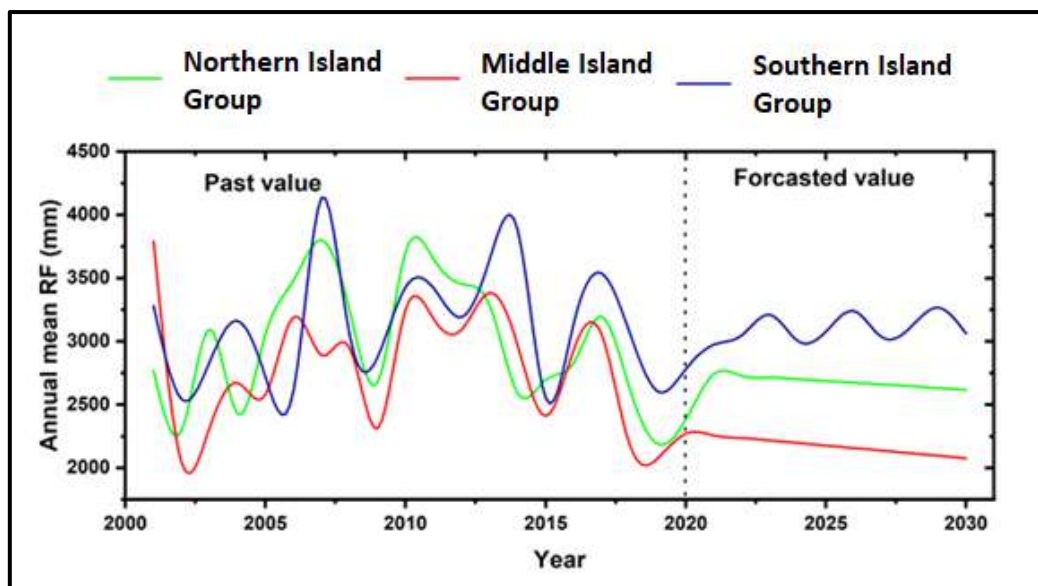 Northern Island Group
Middle Island Group
Southern Island Group
Past value
Forcasted value
Annual mean RF (mm)
4500
4000
3500
3000
2500
2000
2000 2005 2010 2015 2020 2025 2030
Year